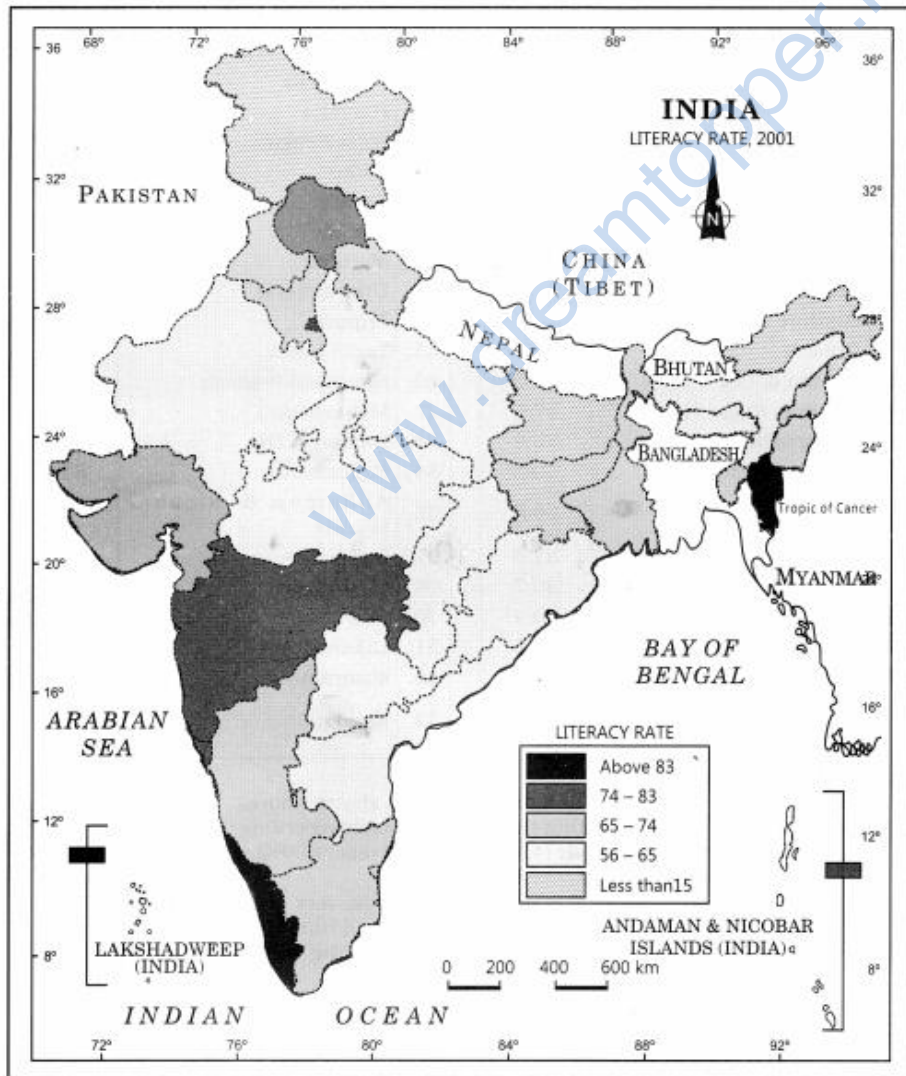 68° 72° 76° 80° 84° 88° 92° 96°
36° 36°
INDIA
LITERACY RATE, 2001
N
32° 32°
PAKISTAN
CHINA
(TIBET)
28° 28°
NEPAL
BHUTAN
24° 24°
BANGLADESH
Tropic of Cancer
20°
MYANMAR
BAY OF
BENGAL
16° 16°
ARABIAN
SEA
LITERACY RATE
Above 83
74 – 83
65 – 74
56 – 65
Less than15
12° 12°
LAKSHADWEEP
(INDIA)
ANDAMAN & NICOBAR
ISLANDS (INDIA)
8° 8°
0 200 400 600 km
INDIAN OCEAN
72° 76° 80° 84° 88° 92°
www.dreamtopper.